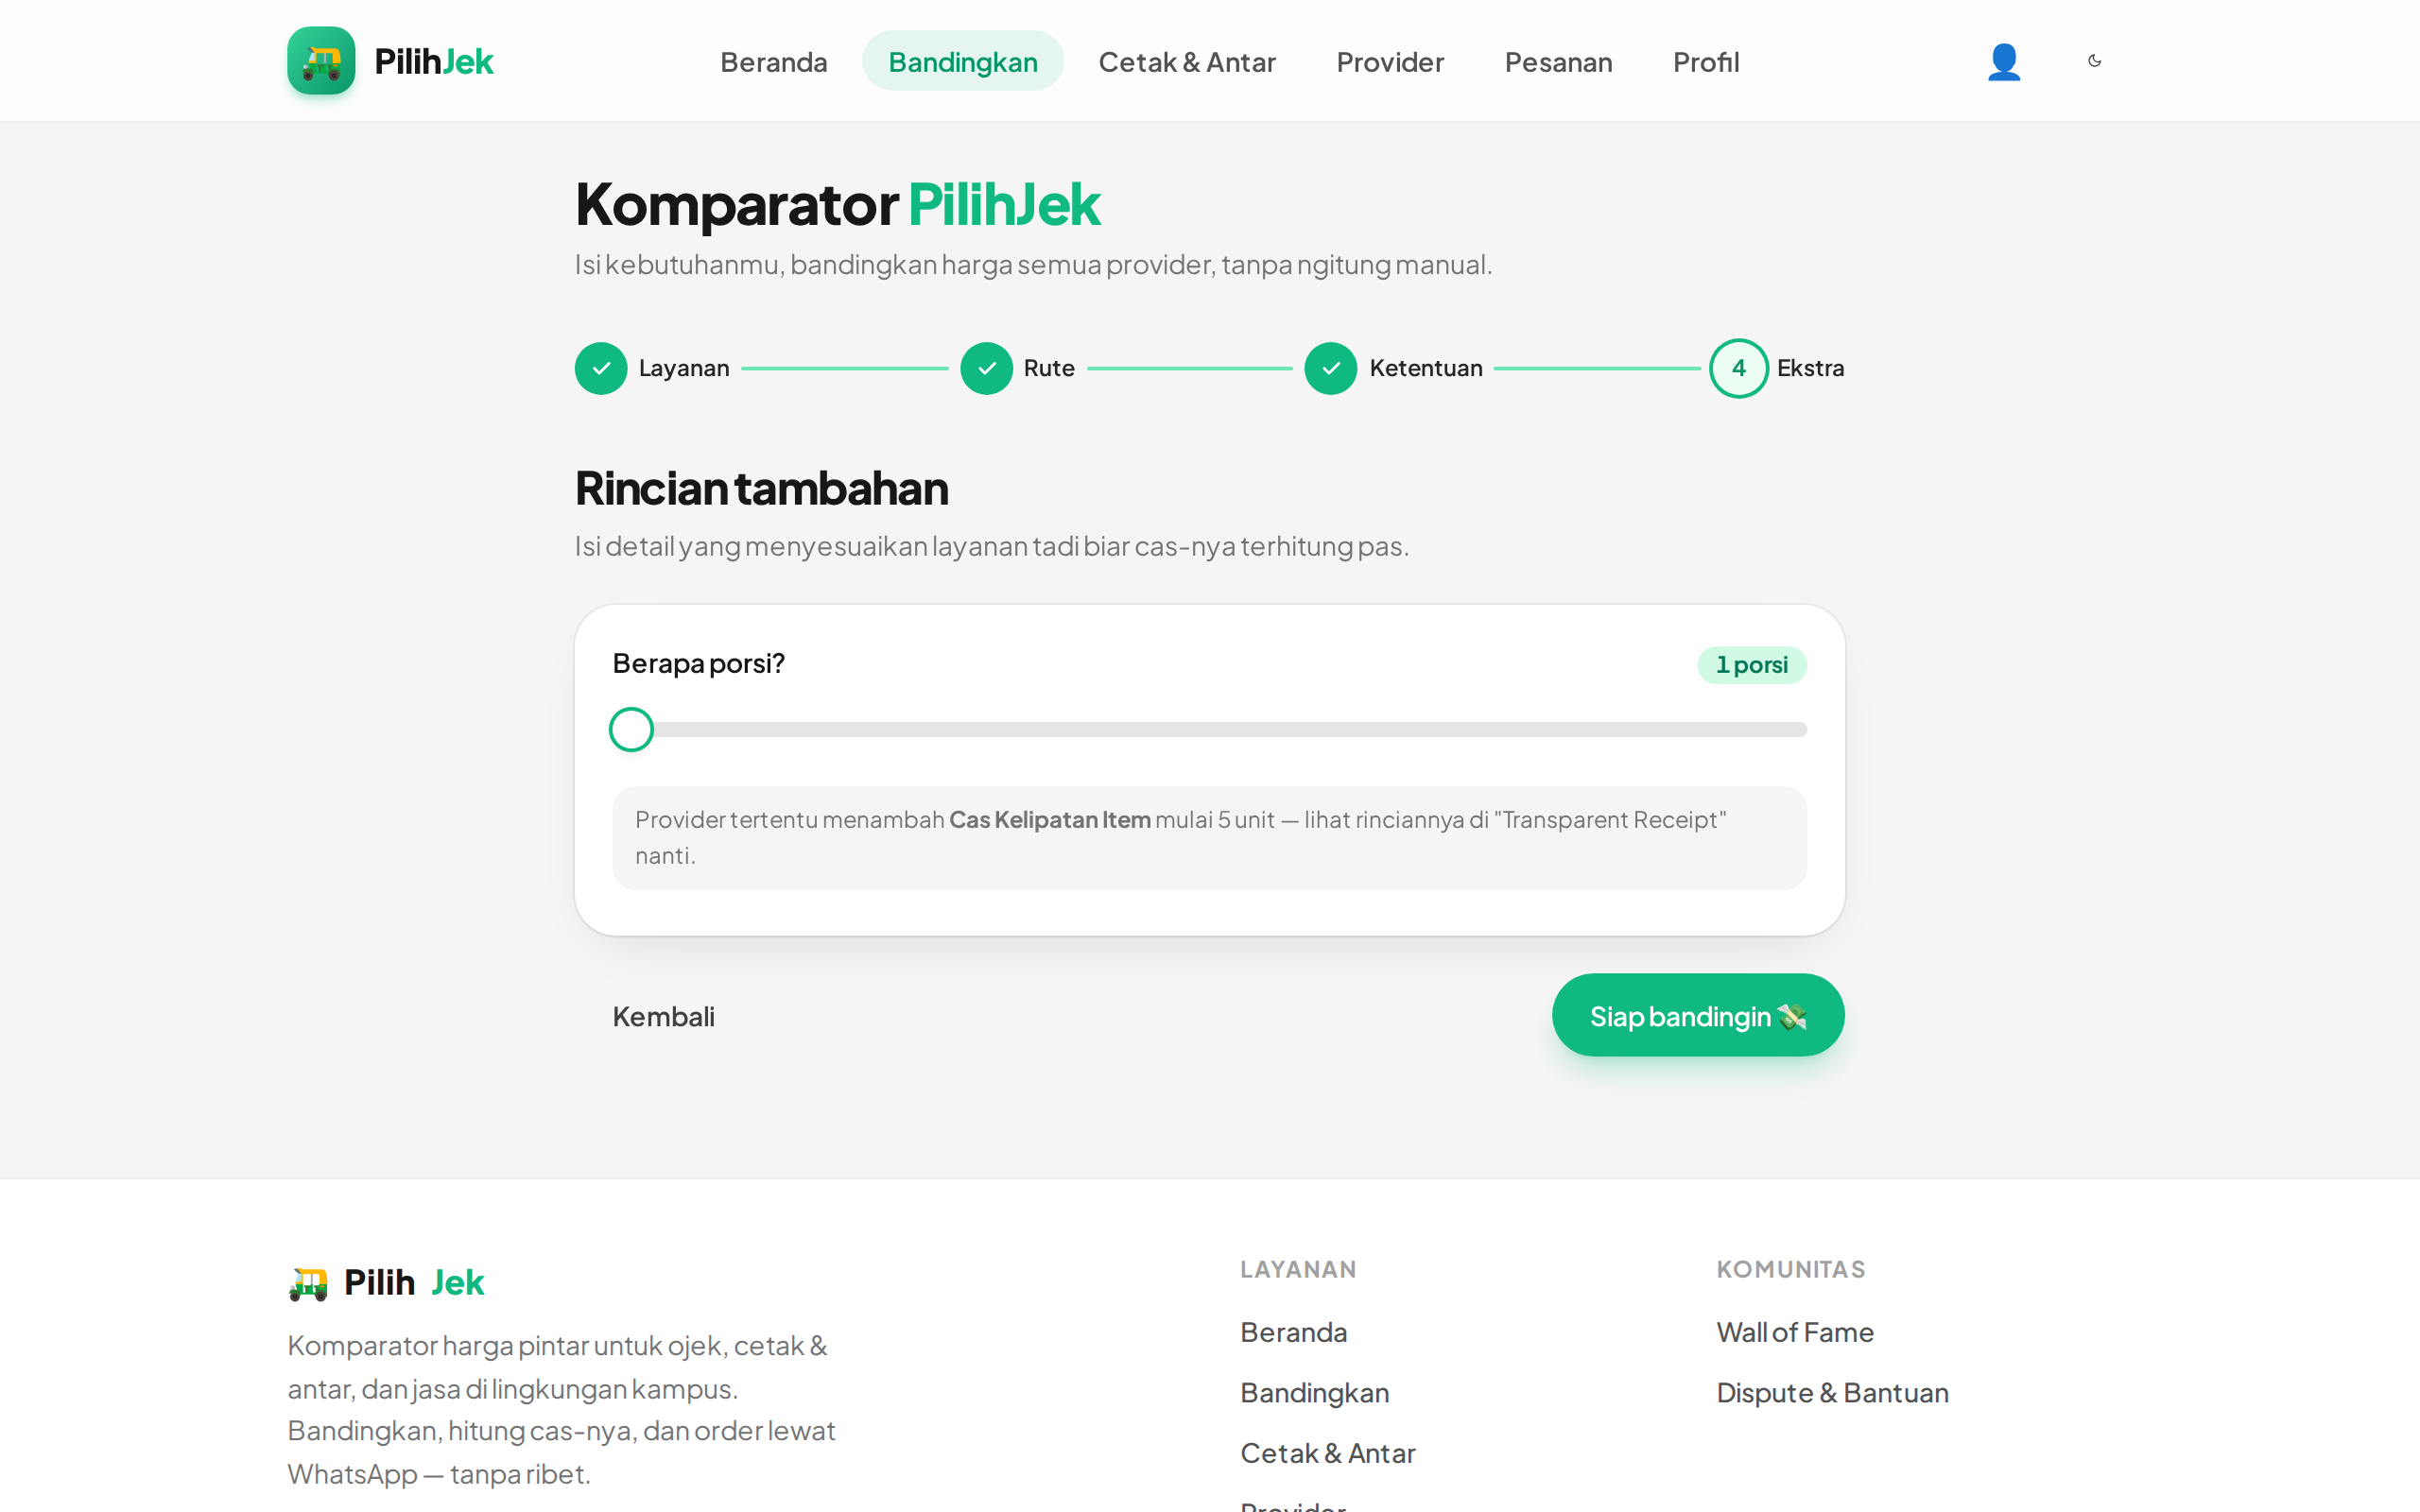 PilihJek
Beranda
Bandingkan
Cetak & Antar
Provider
Pesanan
Profil
Komparator PilihJek
Isi kebutuhanmu, bandingkan harga semua provider, tanpa ngitung manual.
Layanan
Rute
Ketentuan
4 Ekstra
Rincian tambahan
Isi detail yang menyesuaikan layanan tadi biar cas-nya terhitung pas.
Berapa porsi?
1 porsi
Provider tertentu menambah Cas Kelipatan Item mulai 5 unit — lihat rinciannya di "Transparent Receipt"
nanti.
Kembali
Siap bandingin 💸
Pilih Jek
Komparator harga pintar untuk ojek, cetak &
antar, dan jasa di lingkungan kampus.
Bandingkan, hitung cas-nya, dan order lewat
WhatsApp — tanpa ribet.
LAYANAN
Beranda
Bandingkan
Cetak & Antar
Provider
KOMUNITAS
Wall of Fame
Dispute & Bantuan